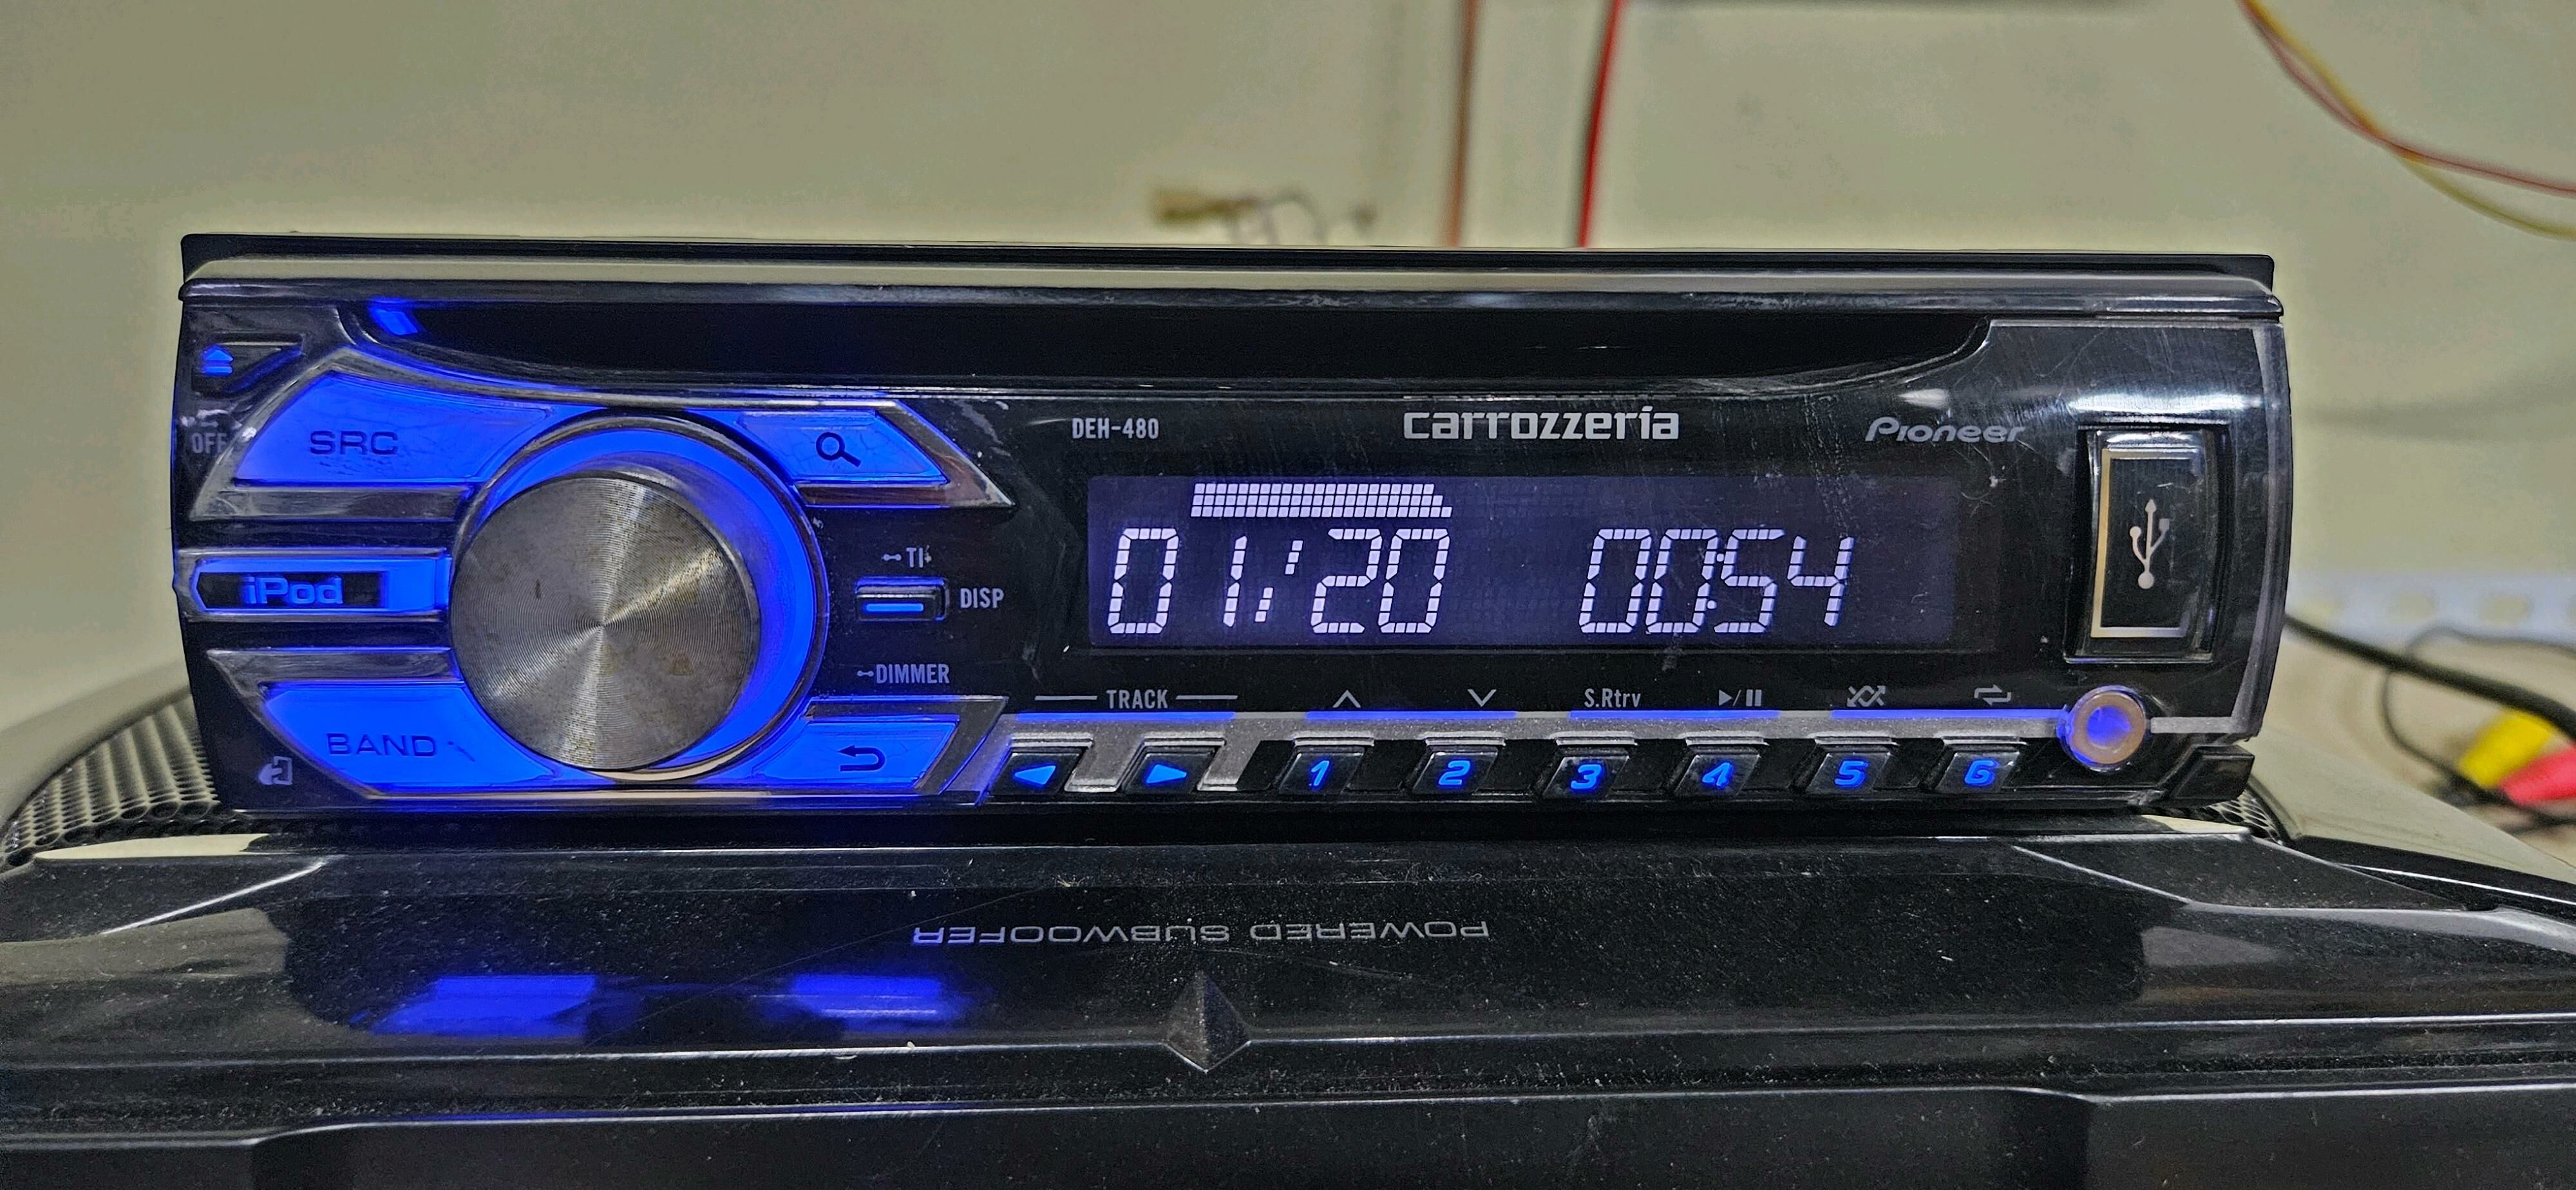 DEH-480 carrozzeria Pioneer
OFF SRC
01/20 00:54
iPod
DISP
DIMMER
TRACK S.Rtrv
BAND
1 2 3 4 5 6
POWERED SUBWOOFER